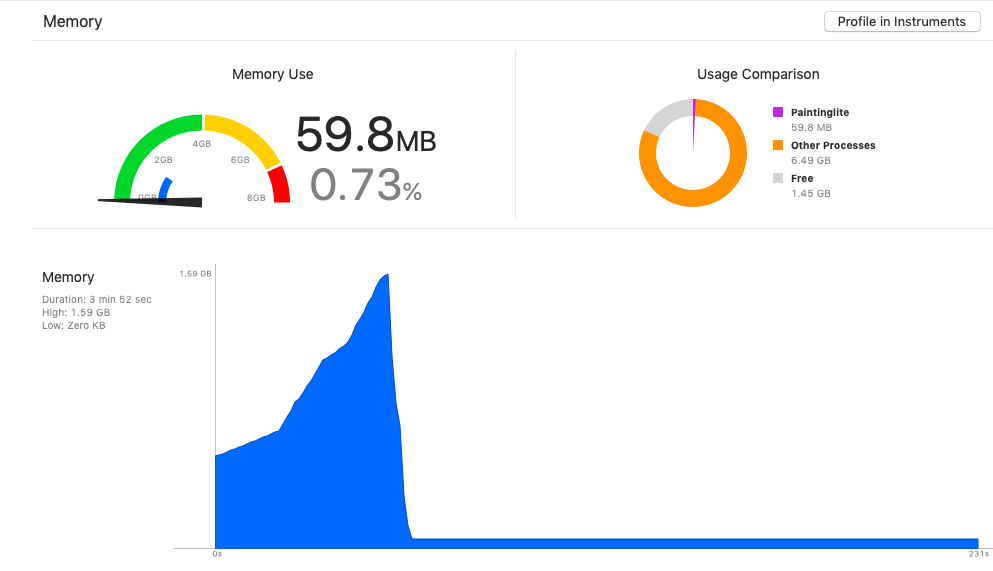 Memory
Profile in Instruments
Memory Use
Usage Comparison
59.8MB
0.73%
0GB
2GB
4GB
6GB
8GB
Paintinglite
59.8 MB
Other Processes
6.49 GB
Free
1.45 GB
Memory
Duration: 3 min 52 sec
High: 1.59 GB
Low: Zero KB
1.59 GB
0s
231s